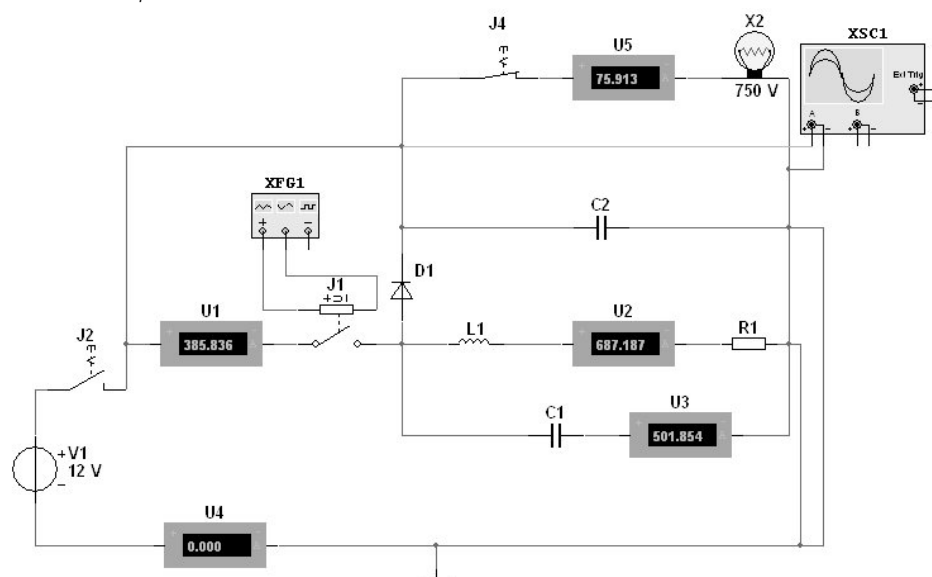 J4
U5
X2
XSC1
+
-
75.913
A
750 V
Ext Trig
+
-
A
B
+
-
+
-
XFG1
+
-
C2
D1
J1
U1
L1
U2
R1
J2
+
-
385.836
A
+
-
687.187
A
C1
U3
+
-
501.854
A
+
V1
12 V
-
U4
+
-
0.000
A